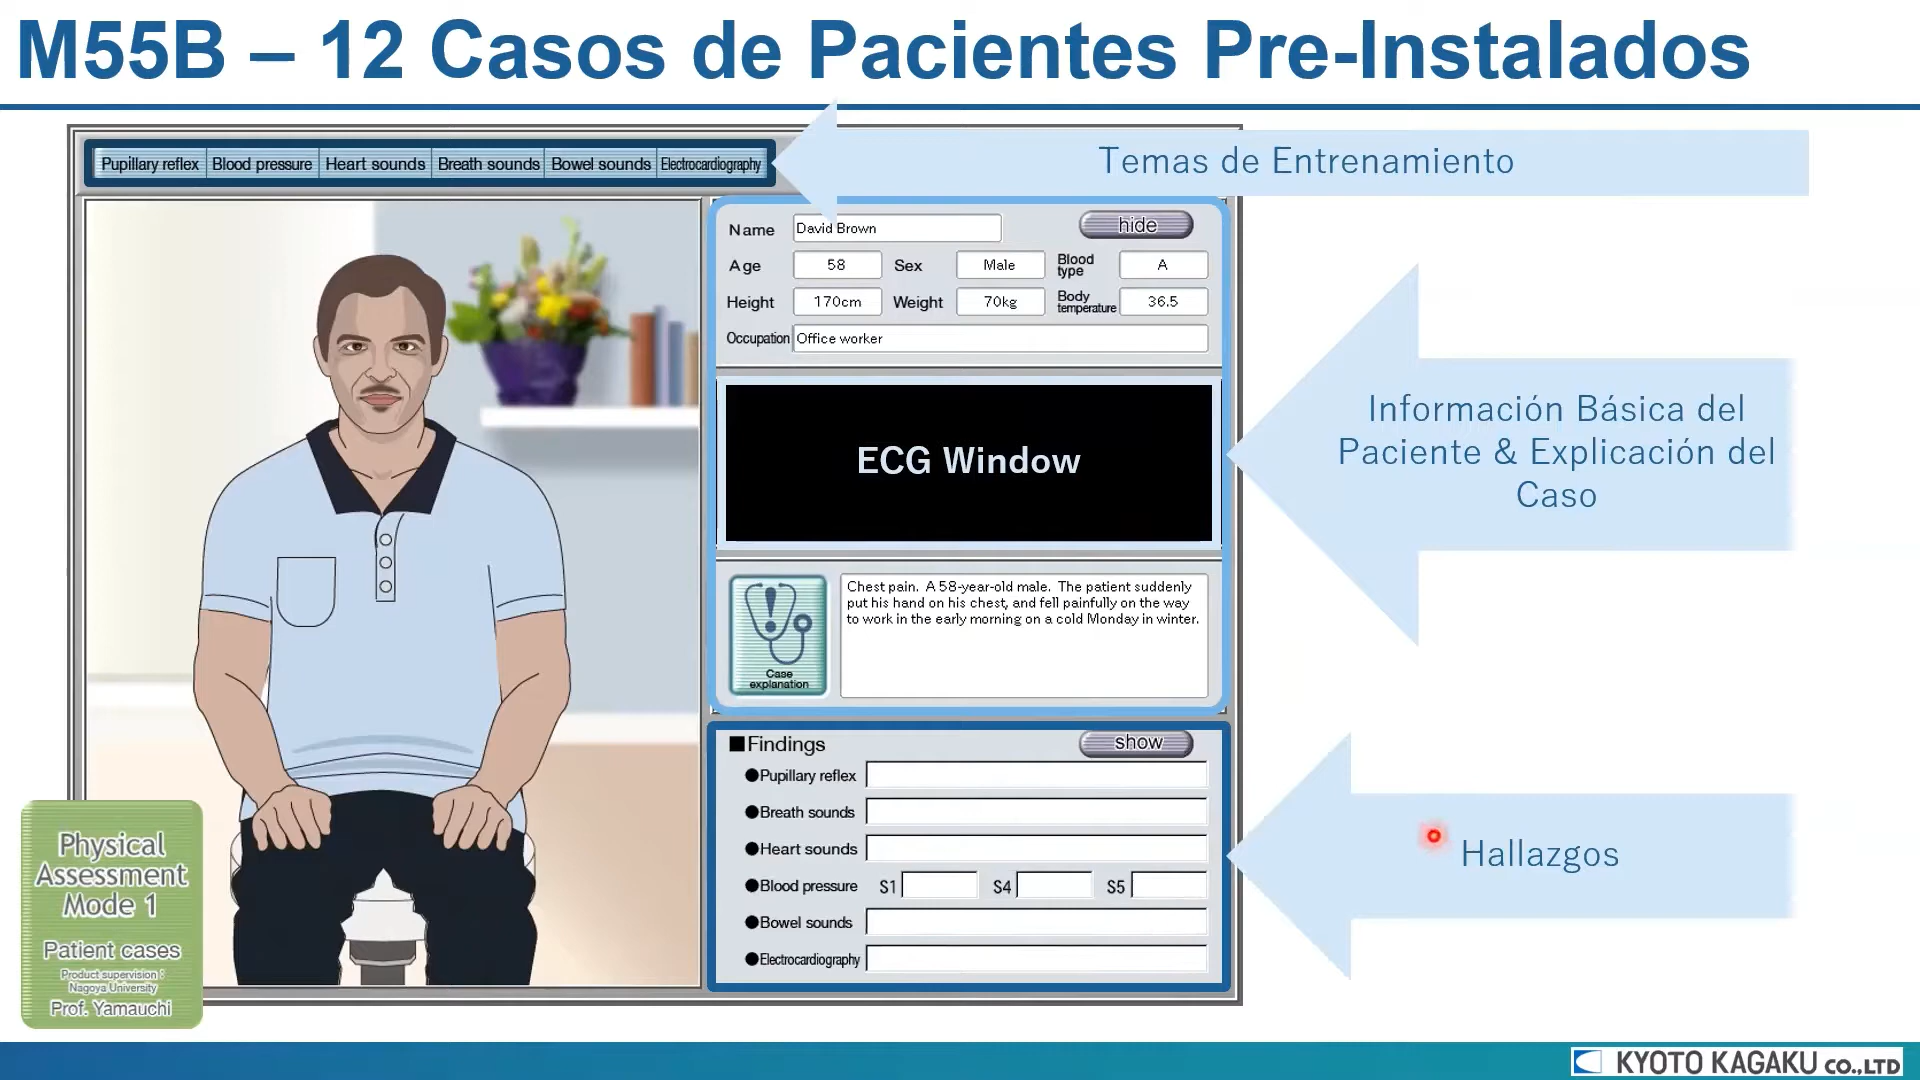 M55B – 12 Casos de Pacientes Pre-Instalados
Pupillary reflex
Blood pressure
Heart sounds
Breath sounds
Bowel sounds
Electrocardiography
Temas de Entrenamiento
Name
David Brown
hide
Age
58
Sex
Male
Blood
type
A
Height
170cm
Weight
70kg
Body
temperature
36.5
Occupation
Office worker
ECG Window
Información Básica del
Paciente & Explicación del
Caso
Case
explanation
Chest pain. A 58-year-old male. The patient suddenly
put his hand on his chest, and fell painfully on the way
to work in the early morning on a cold Monday in winter.
■Findings
show
●Pupillary reflex
●Breath sounds
●Heart sounds
●Blood pressure
S1
S4
S5
●Bowel sounds
●Electrocardiography
Hallazgos
Physical
Assessment
Mode 1
Patient cases
Product supervision :
Nagoya University
Prof. Yamauchi
KYOTO KAGAKU CO.,LTD